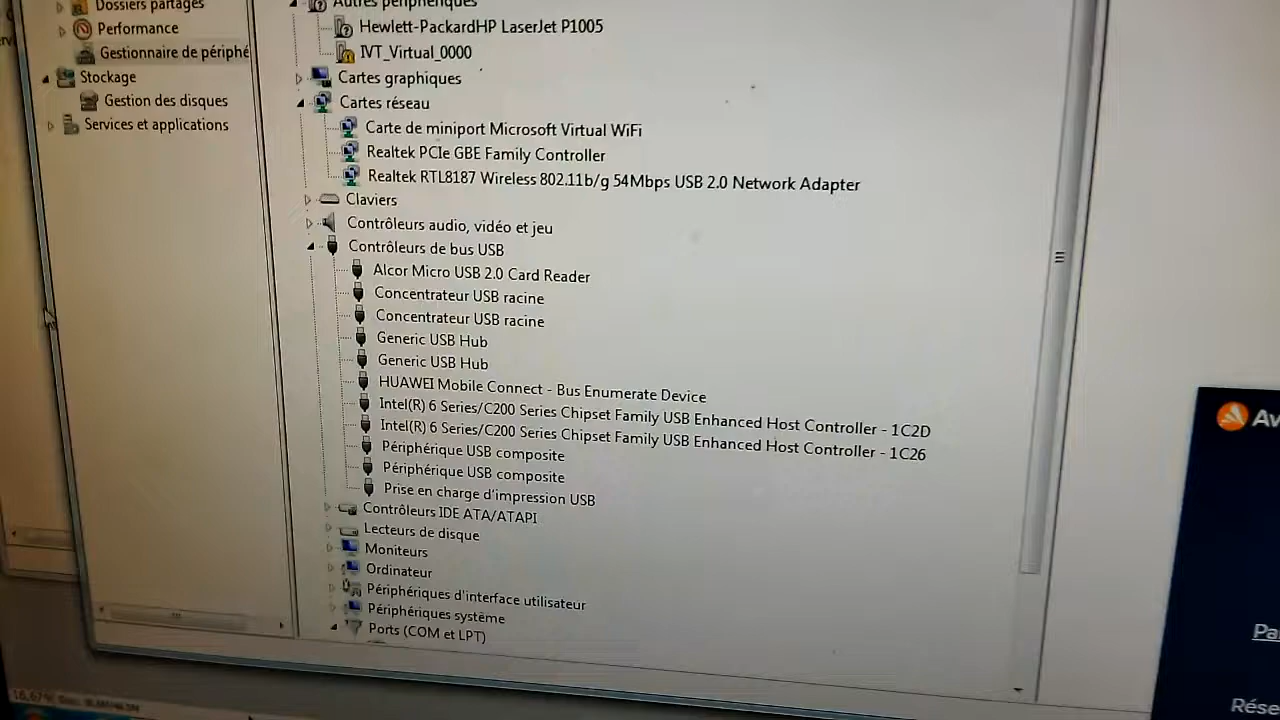 Dossiers partagés
Performance
Gestionnaire de périphé
Stockage
Gestion des disques
Services et applications
Autres périphériques
Hewlett-PackardHP LaserJet P1005
IVT_Virtual_0000
Cartes graphiques
Cartes réseau
Carte de miniport Microsoft Virtual WiFi
Realtek PCIe GBE Family Controller
Realtek RTL8187 Wireless 802.11b/g 54Mbps USB 2.0 Network Adapter
Claviers
Contrôleurs audio, vidéo et jeu
Contrôleurs de bus USB
Alcor Micro USB 2.0 Card Reader
Concentrateur USB racine
Concentrateur USB racine
Generic USB Hub
Generic USB Hub
HUAWEI Mobile Connect - Bus Enumerate Device
Intel(R) 6 Series/C200 Series Chipset Family USB Enhanced Host Controller - 1C2D
Intel(R) 6 Series/C200 Series Chipset Family USB Enhanced Host Controller - 1C26
Périphérique USB composite
Périphérique USB composite
Prise en charge d'impression USB
Contrôleurs IDE ATA/ATAPI
Lecteurs de disque
Moniteurs
Ordinateur
Périphériques d'interface utilisateur
Périphériques système
Ports (COM et LPT)
Av
Pa
Rése